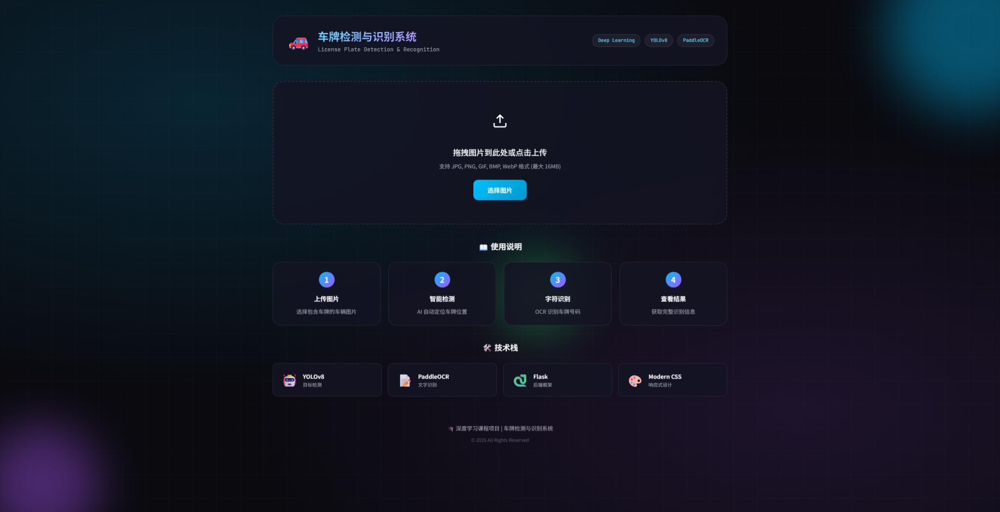 车牌检测与识别系统
License Plate Detection & Recognition
Deep Learning
YOLOv8
PaddleOCR
拖拽图片到此处或点击上传
支持 JPG, PNG, GIF, BMP, WebP 格式 (最大 16MB)
选择图片
使用说明
1
2
3
4
上传图片
智能检测
字符识别
查看结果
选择包含车牌的车辆图片
AI 自动定位车牌位置
OCR 识别车牌号码
获取完整识别信息
技术栈
YOLOv8
目标检测
PaddleOCR
文字识别
Flask
后端框架
Modern CSS
响应式设计
深度学习课程项目 | 车牌检测与识别系统
© 2026 All Rights Reserved